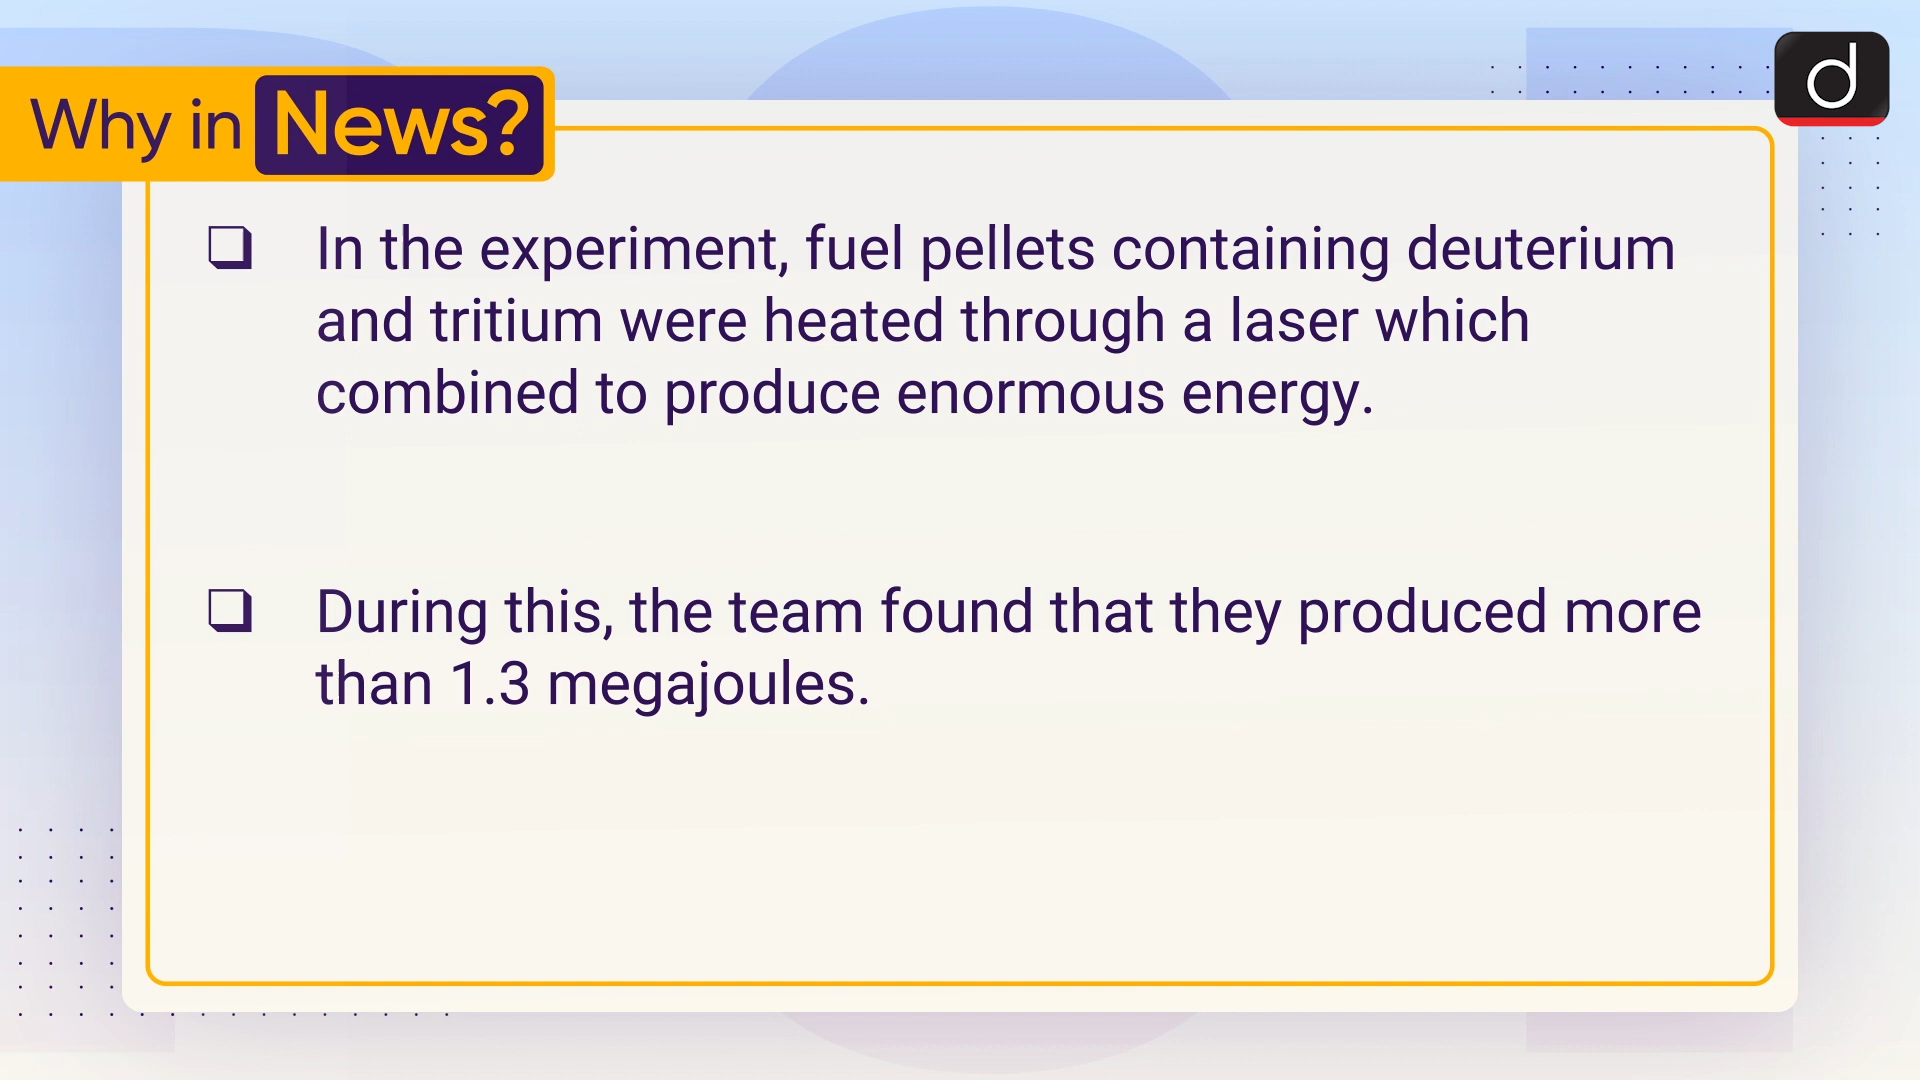 Why in News?
d
❑ In the experiment, fuel pellets containing deuterium
and tritium were heated through a laser which
combined to produce enormous energy.
❑ During this, the team found that they produced more
than 1.3 megajoules.